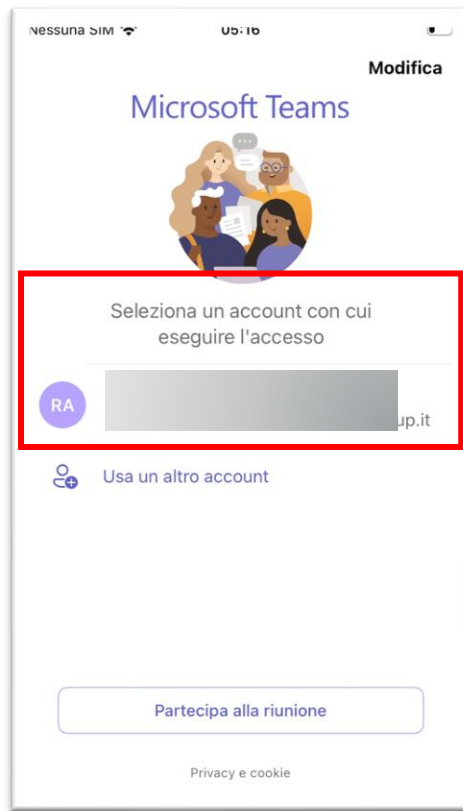 Nessuna SIM 05:16
Modifica
Microsoft Teams
Seleziona un account con cui
eseguire l'accesso
RA
up.it
Usa un altro account
Partecipa alla riunione
Privacy e cookie